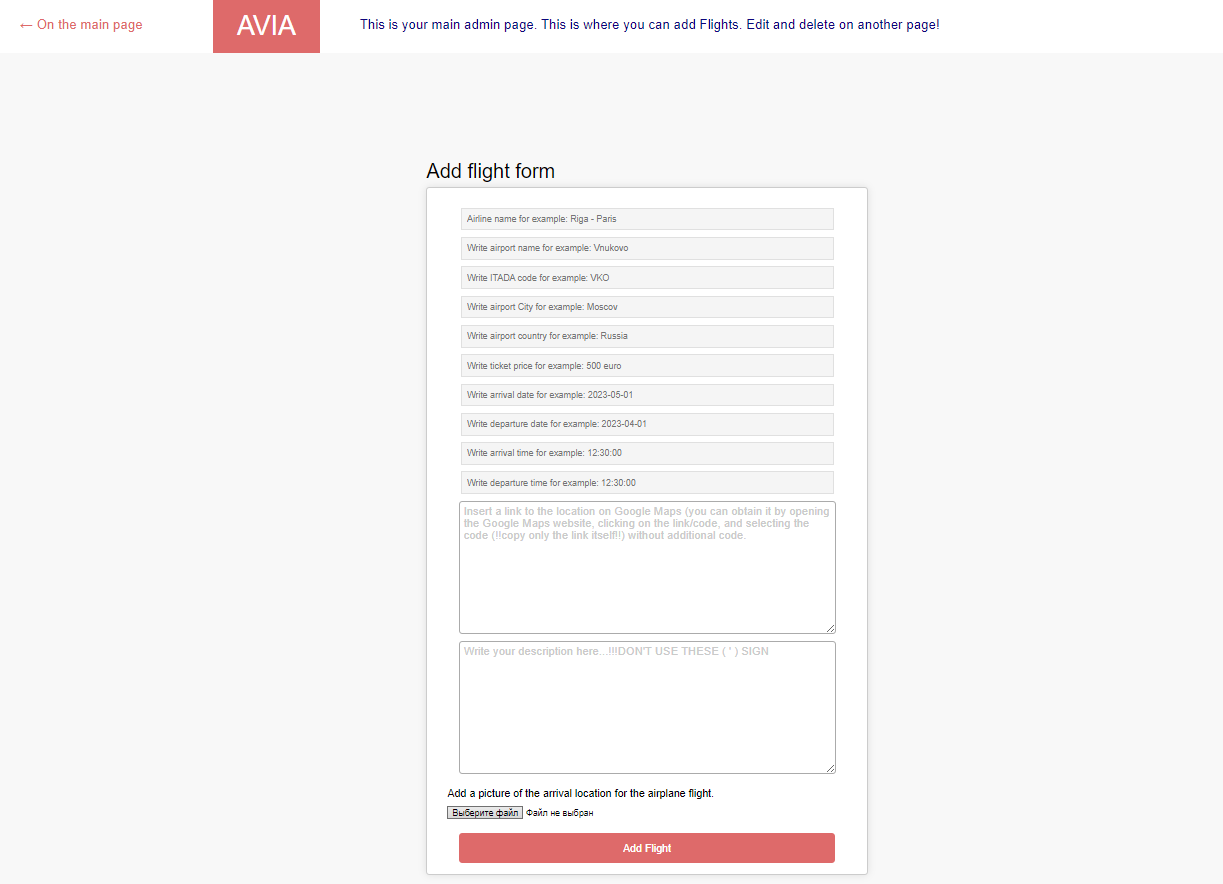 ← On the main page
AVIA
This is your main admin page. This is where you can add Flights. Edit and delete on another page!
Add flight form
Airline name for example: Riga - Paris
Write airport name for example: Vnukovo
Write ITADA code for example: VKO
Write airport City for example: Moscov
Write airport country for example: Russia
Write ticket price for example: 500 euro
Write arrival date for example: 2023-05-01
Write departure date for example: 2023-04-01
Write arrival time for example: 12:30:00
Write departure time for example: 12:30:00
Insert a link to the location on Google Maps (you can obtain it by opening
the Google Maps website, clicking on the link/code, and selecting the
code (!!copy only the link itself!!) without additional code.
Write your description here...!!!DON'T USE THESE ( ' ) SIGN
Add a picture of the arrival location for the airplane flight.
Выберите файл Файл не выбран
Add Flight